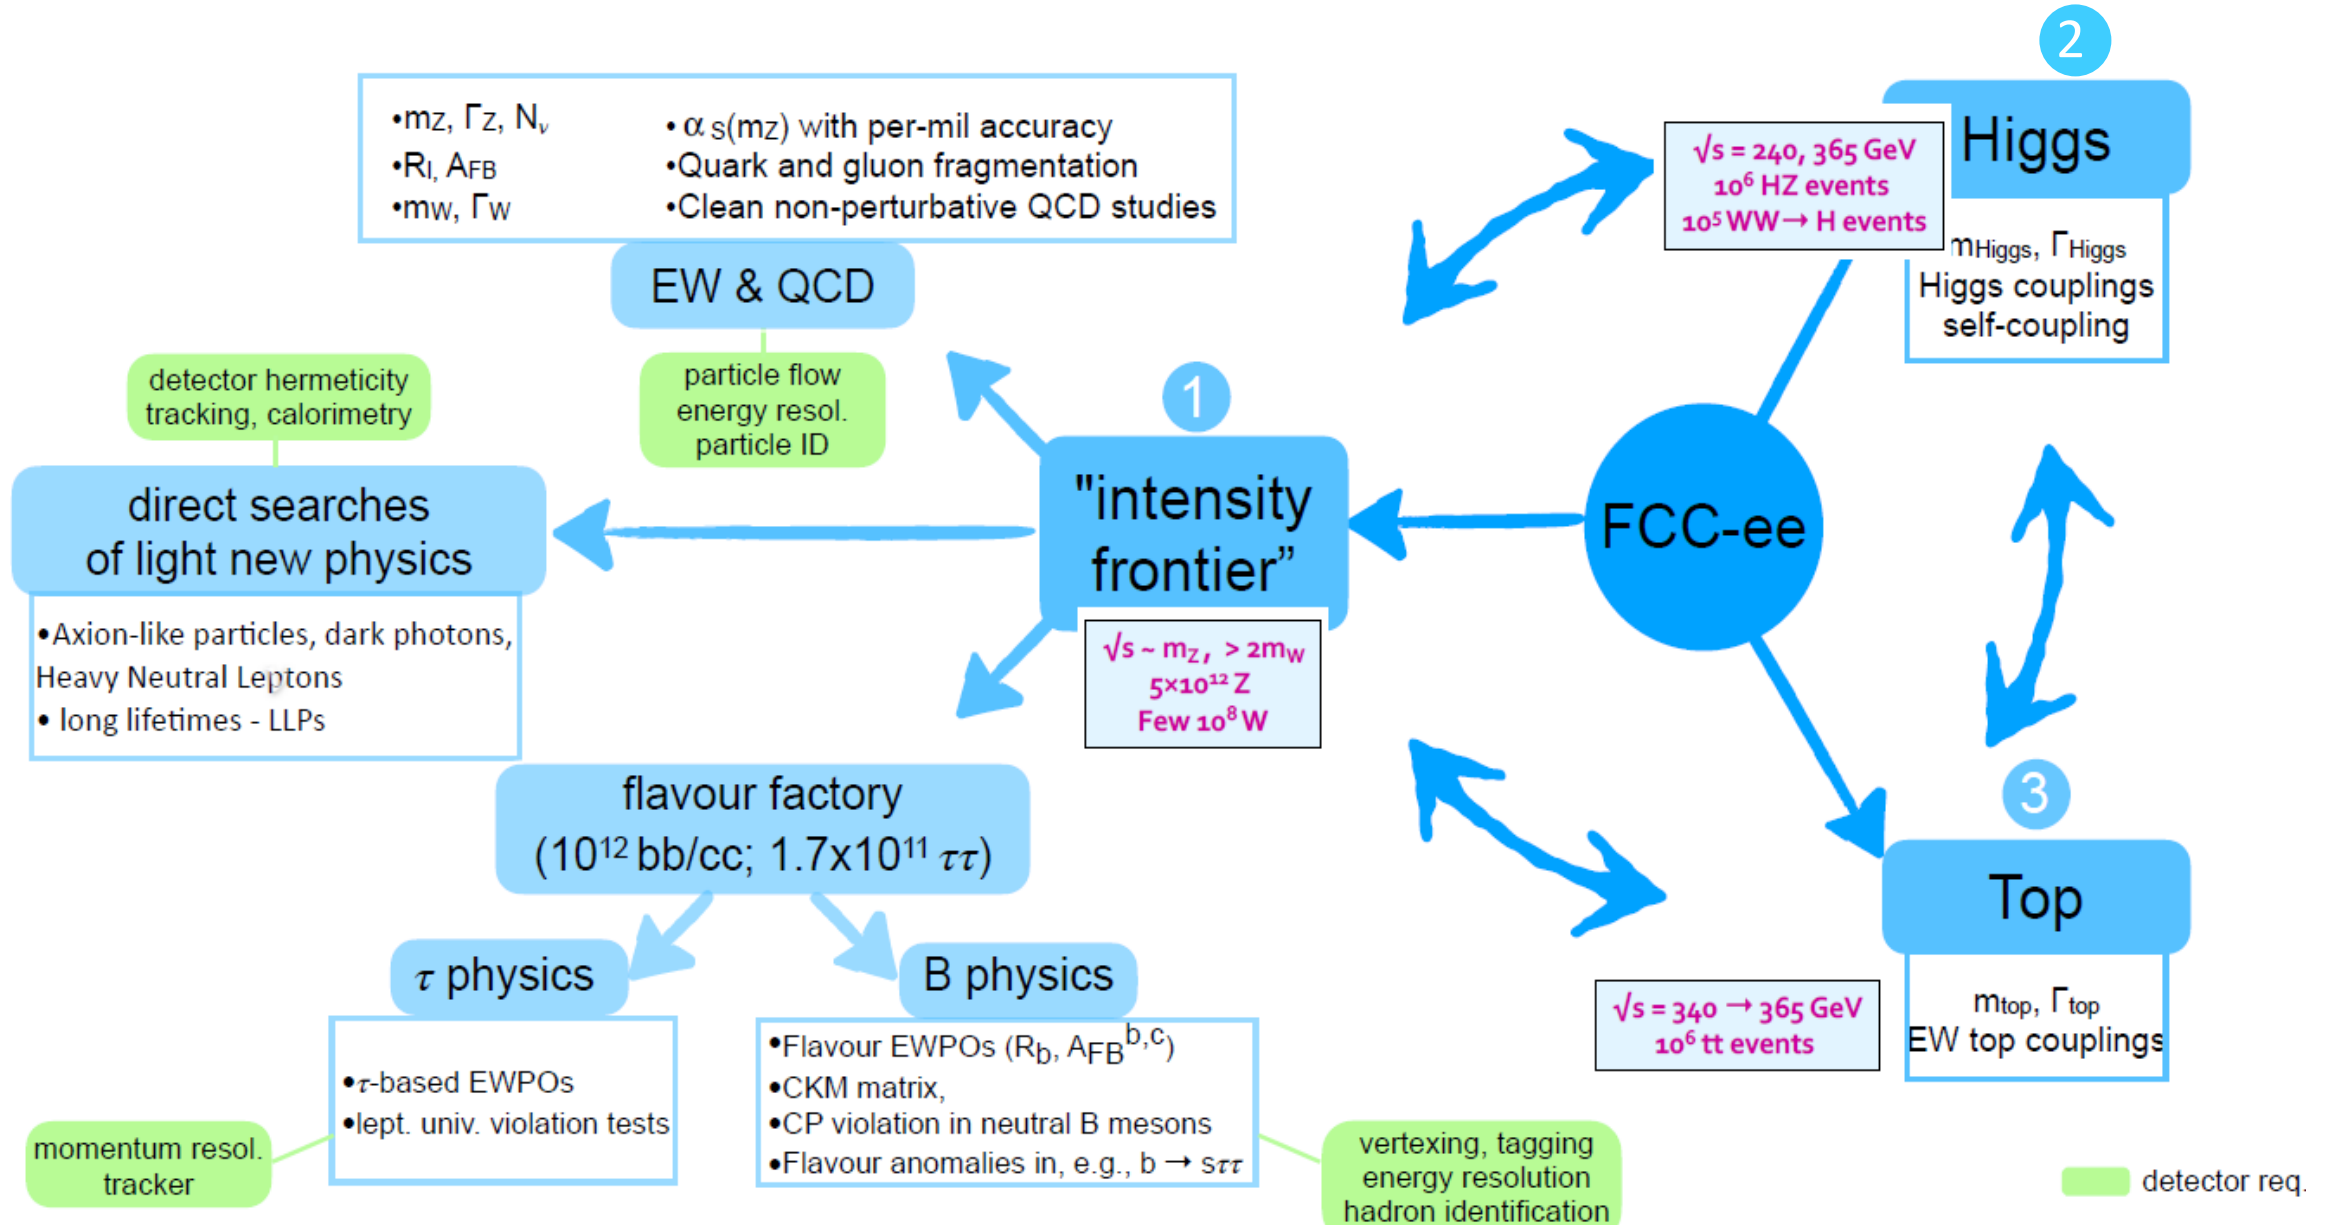 2
Higgs
√s = 240, 365 GeV
10⁶ HZ events
10⁵ WW→ H events
mHiggs, ΓHiggs
Higgs couplings
self-coupling
•mZ, ΓZ, Nν
•Rl, AFB
•mW, ΓW
• αs(mZ) with per-mil accuracy
•Quark and gluon fragmentation
•Clean non-perturbative QCD studies
EW & QCD
particle flow
energy resol.
particle ID
detector hermeticity
tracking, calorimetry
direct searches
of light new physics
•Axion-like particles, dark photons,
Heavy Neutral Leptons
• long lifetimes - LLPs
1
"intensity
frontier”
√s ~ mZ, > 2mW
5×10¹² Z
Few 10⁸ W
FCC-ee
flavour factory
(10¹² bb/cc; 1.7x10¹¹ ττ)
τ physics
•τ-based EWPOs
•lept. univ. violation tests
momentum resol.
tracker
B physics
•Flavour EWPOs (Rb, AFB^b,c)
•CKM matrix,
•CP violation in neutral B mesons
•Flavour anomalies in, e.g., b → sττ
vertexing, tagging
energy resolution
hadron identification
3
Top
√s = 340 → 365 GeV
10⁶ tt events
mtop, Γtop
EW top couplings
detector req.